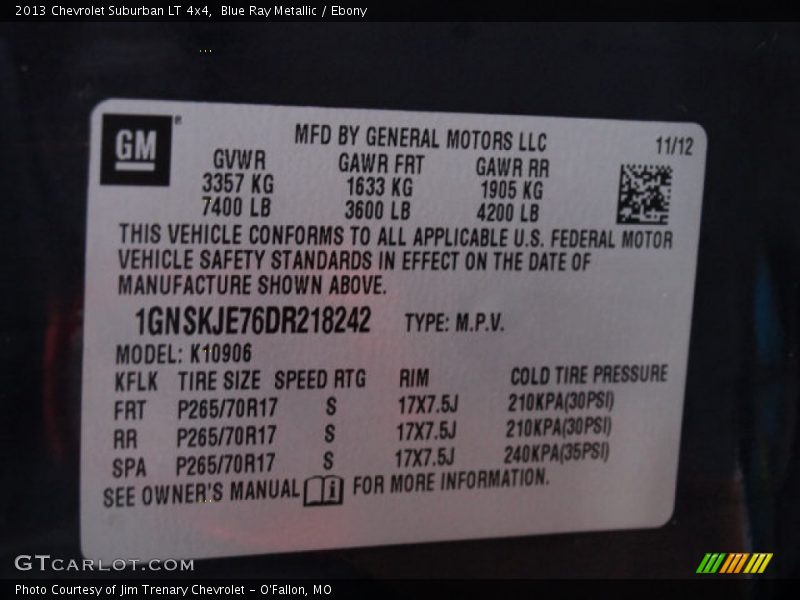 2013 Chevrolet Suburban LT 4x4,  Blue Ray Metallic / Ebony
GM®
MFD BY GENERAL MOTORS LLC
11/12
GVWR GAWR FRT GAWR RR
3357 KG 1633 KG 1905 KG
7400 LB 3600 LB 4200 LB
THIS VEHICLE CONFORMS TO ALL APPLICABLE U.S. FEDERAL MOTOR
VEHICLE SAFETY STANDARDS IN EFFECT ON THE DATE OF
MANUFACTURE SHOWN ABOVE.
1GNSKJE76DR218242 TYPE: M.P.V.
MODEL: K10906
KFLK TIRE SIZE SPEED RTG RIM COLD TIRE PRESSURE
FRT P265/70R17 S 17X7.5J 210KPA(30PSI)
RR P265/70R17 S 17X7.5J 210KPA(30PSI)
SPA P265/70R17 S 17X7.5J 240KPA(35PSI)
SEE OWNER'S MANUAL i FOR MORE INFORMATION.
GTCARLOT.COM
Photo Courtesy of Jim Trenary Chevrolet - O'Fallon, MO